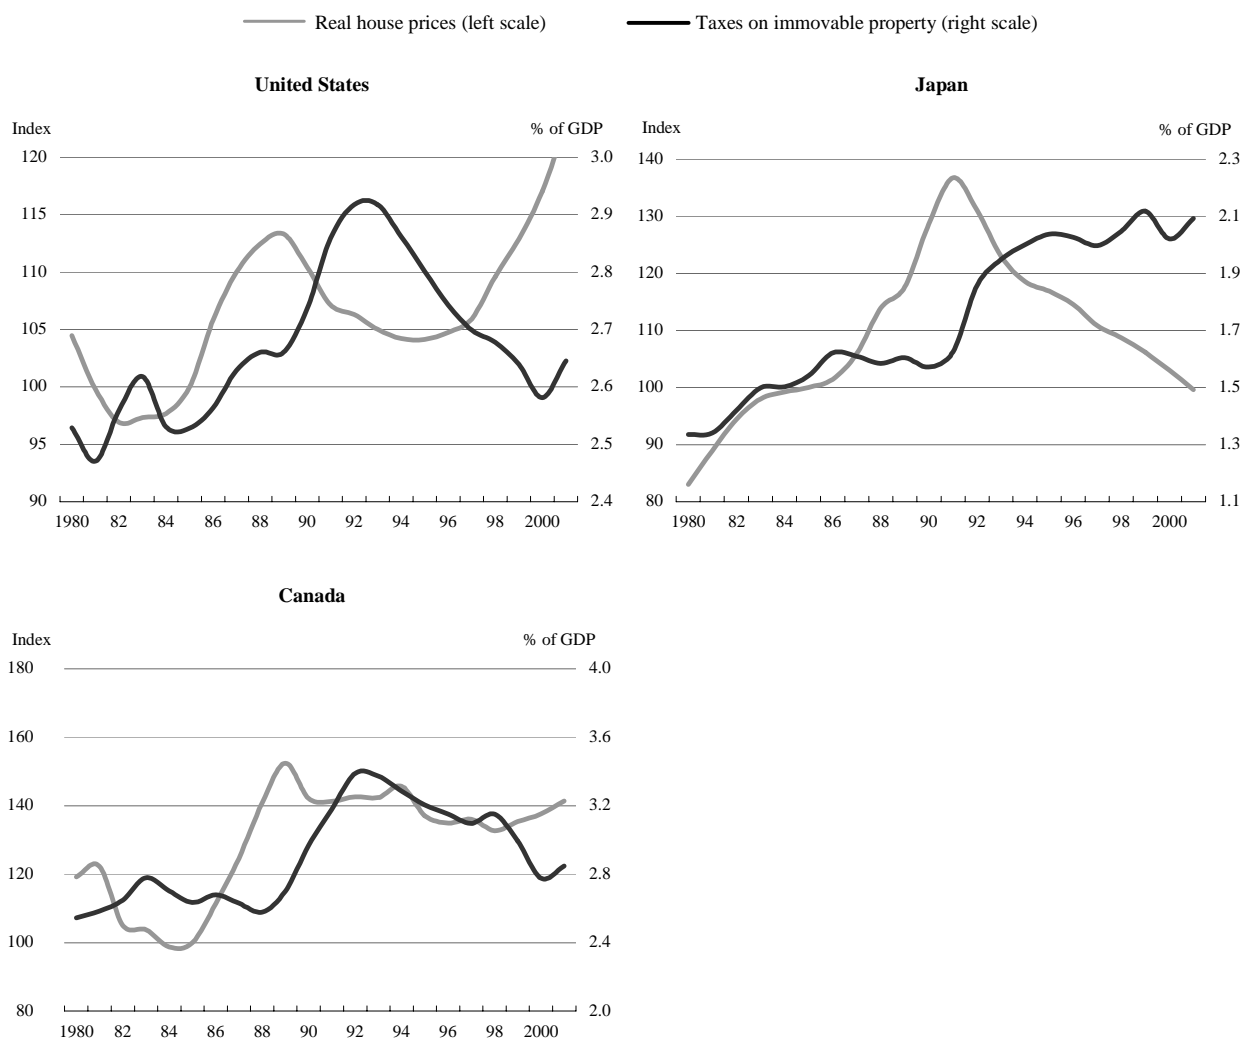 Real house prices (left scale) Taxes on immovable property (right scale)
United States
Index % of GDP
120 3.0
115 2.9
110 2.8
105 2.7
100 2.6
95 2.5
90 2.4
1980 82 84 86 88 90 92 94 96 98 2000
Japan
Index % of GDP
140 2.3
130 2.1
120 1.9
110 1.7
100 1.5
90 1.3
80 1.1
1980 82 84 86 88 90 92 94 96 98 2000
Canada
Index % of GDP
180 4.0
160 3.6
140 3.2
120 2.8
100 2.4
80 2.0
1980 82 84 86 88 90 92 94 96 98 2000